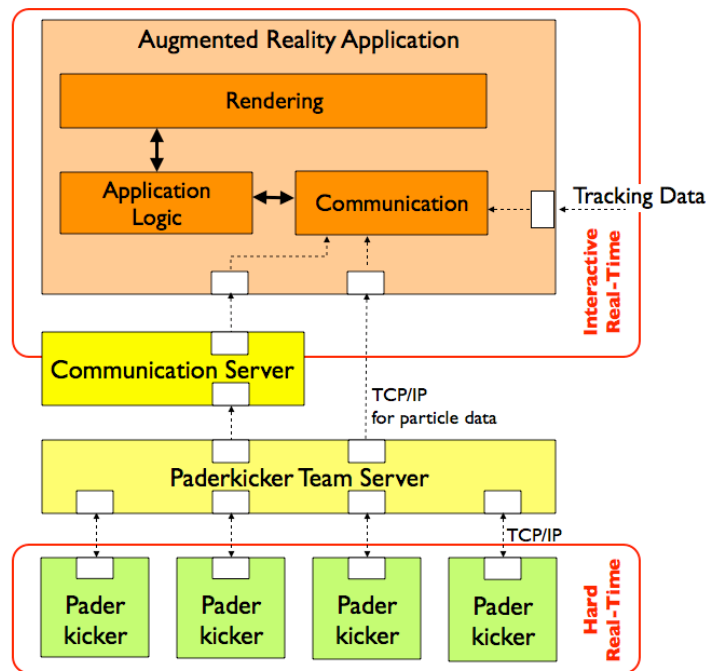 Augmented Reality Application
Rendering
Application
Logic
Communication
Tracking Data
Interactive
Real-Time
Communication Server
TCP/IP
for particle data
Paderkicker Team Server
TCP/IP
Pader
kicker
Pader
kicker
Pader
kicker
Pader
kicker
Hard
Real-Time